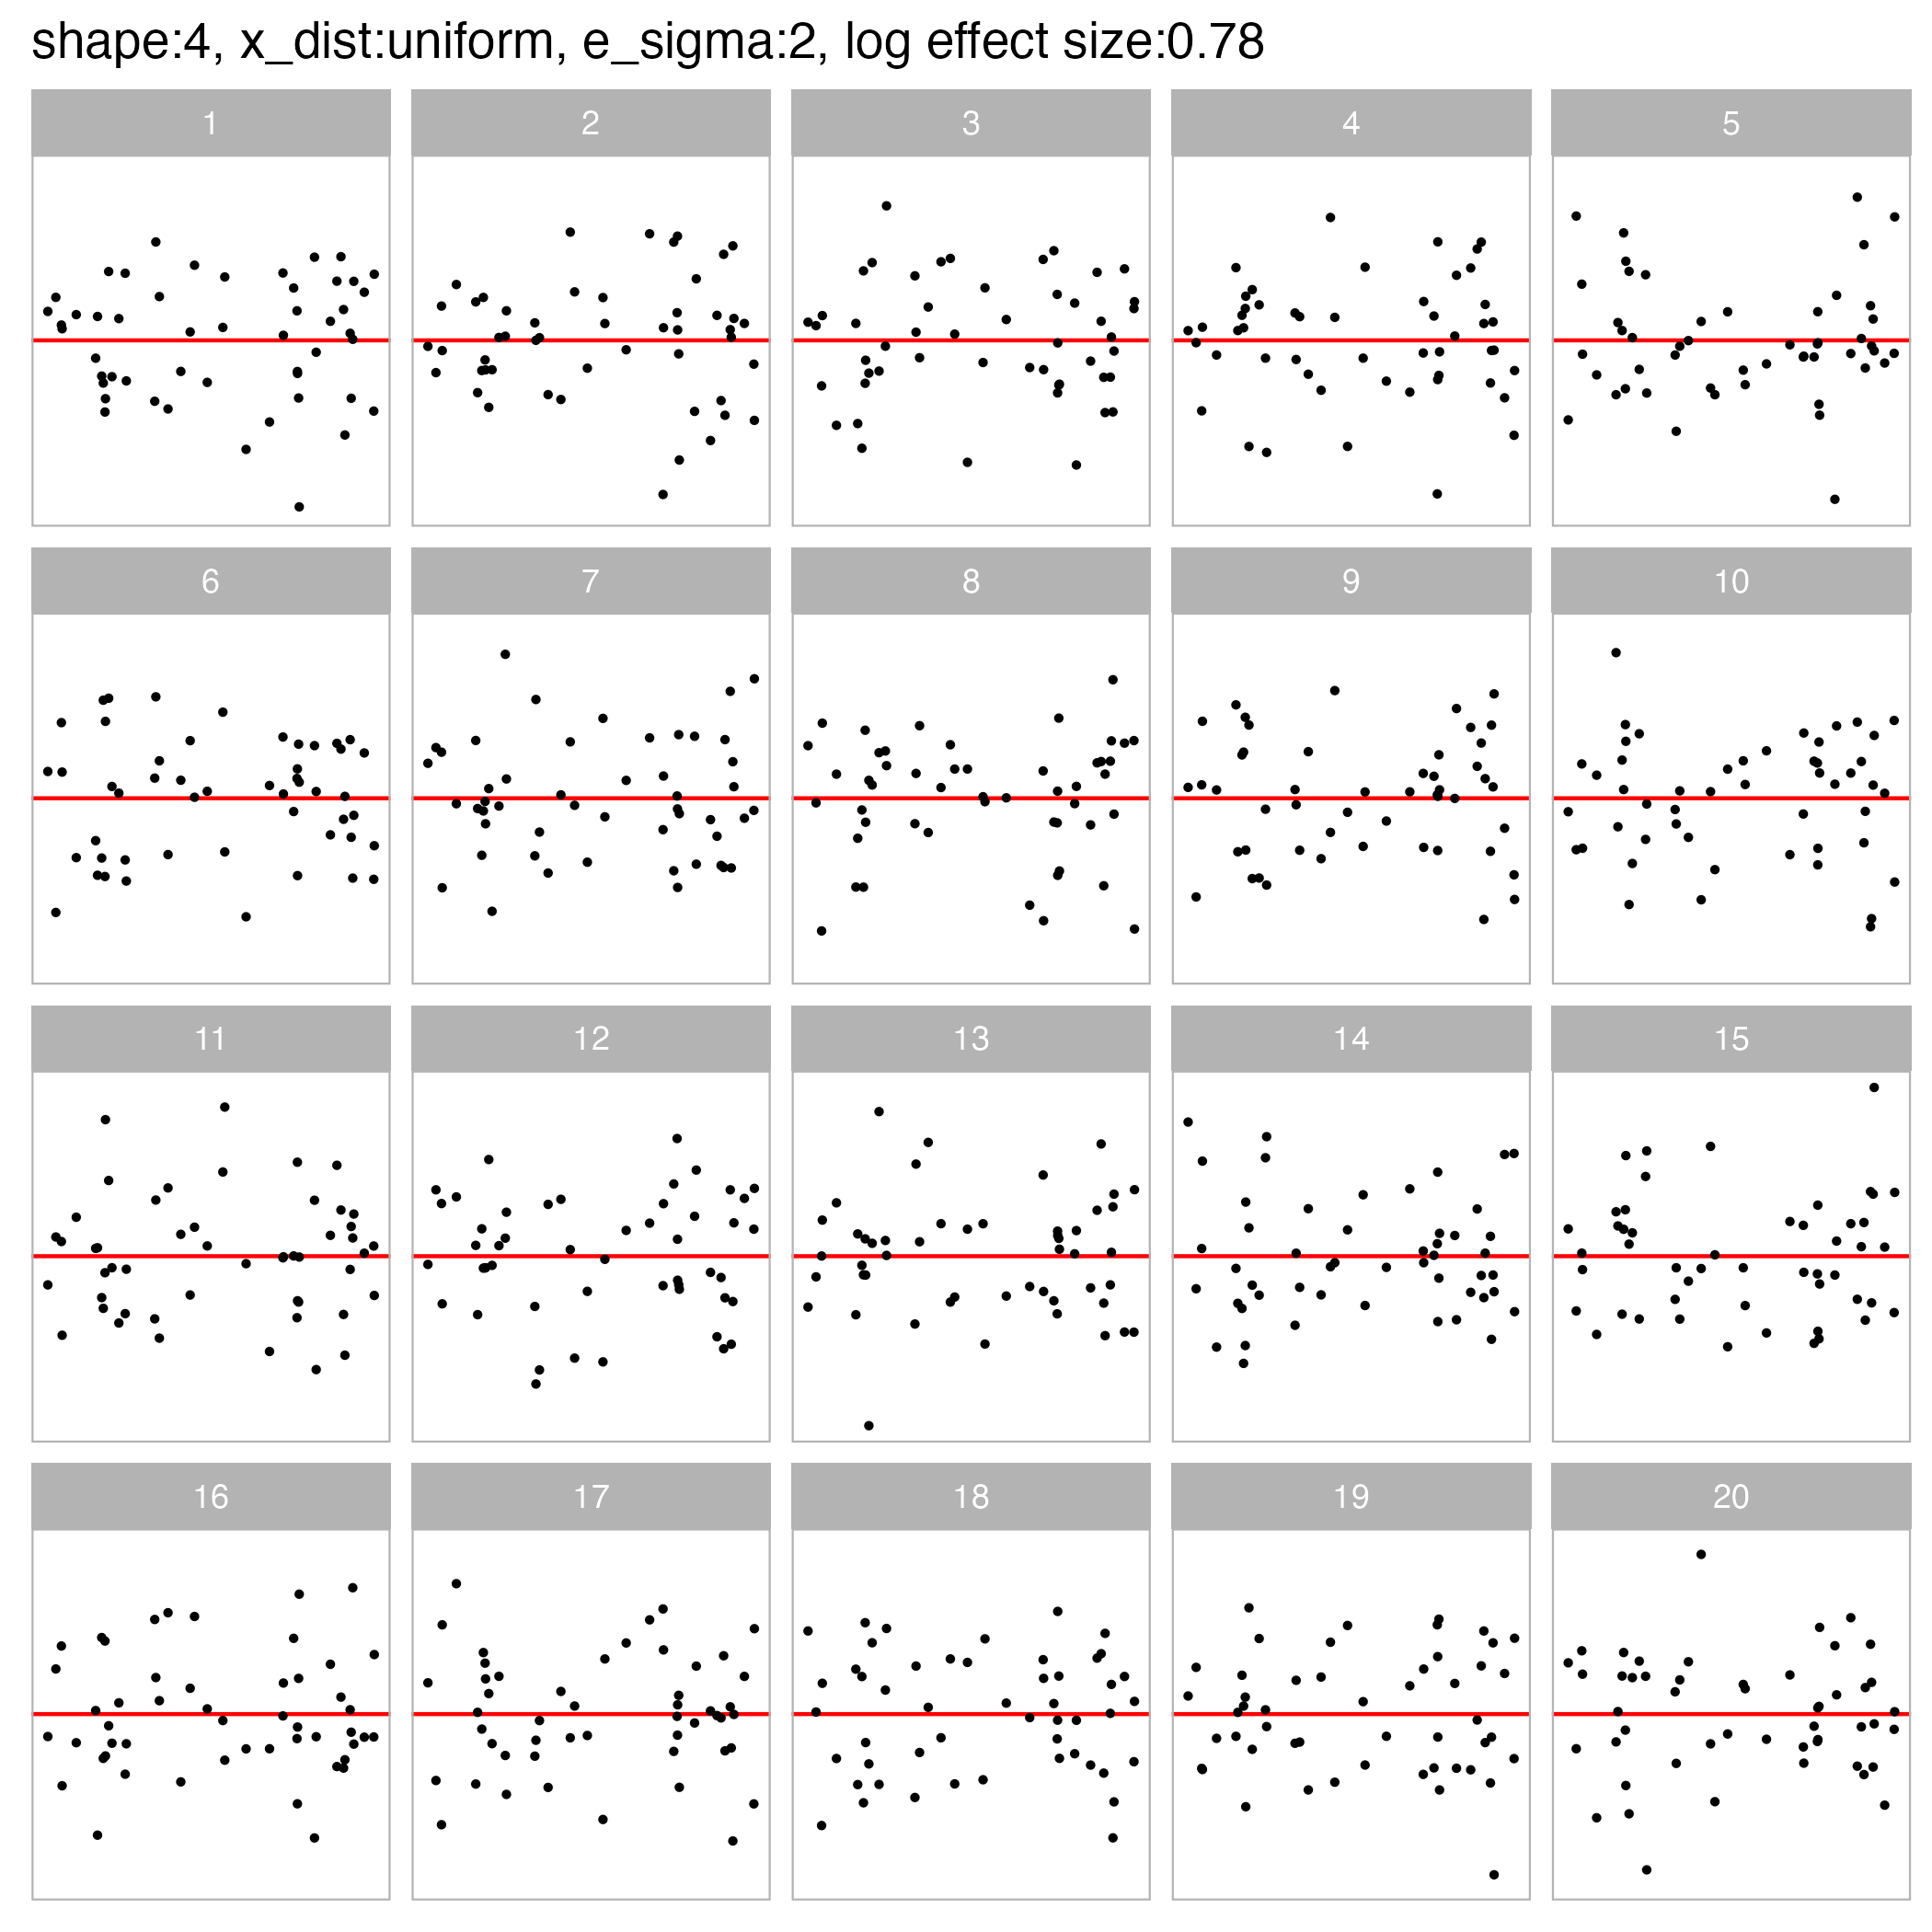 shape:4, x_dist:uniform, e_sigma:2, log effect size:0.78
1 2 3 4 5
6 7 8 9 10
11 12 13 14 15
16 17 18 19 20